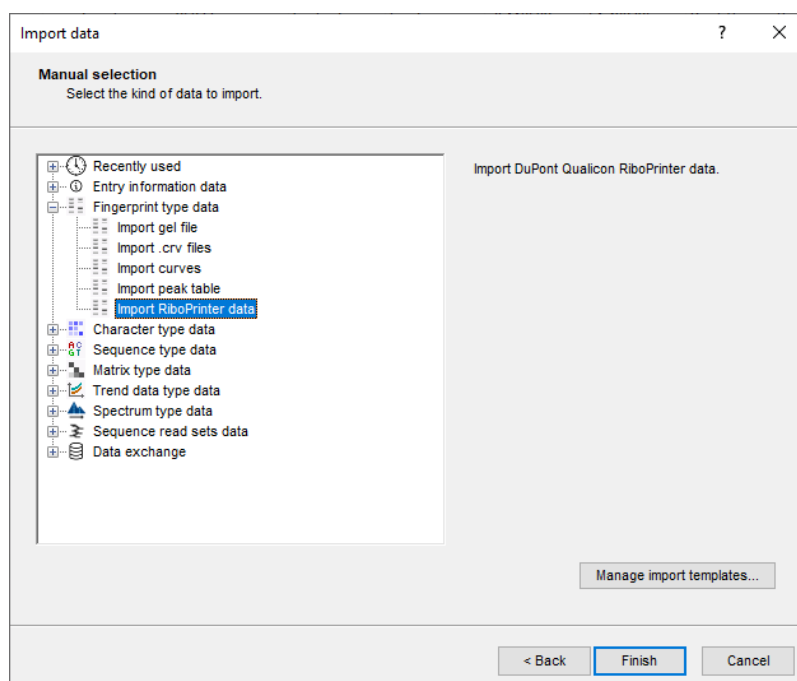 Import data
?
Manual selection
Select the kind of data to import.
Recently used
Entry information data
Fingerprint type data
Import gel file
Import .crv files
Import curves
Import peak table
Import RiboPrinter data
Character type data
Sequence type data
Matrix type data
Trend data type data
Spectrum type data
Sequence read sets data
Data exchange
Import DuPont Qualicon RiboPrinter data.
Manage import templates...
< Back
Finish
Cancel